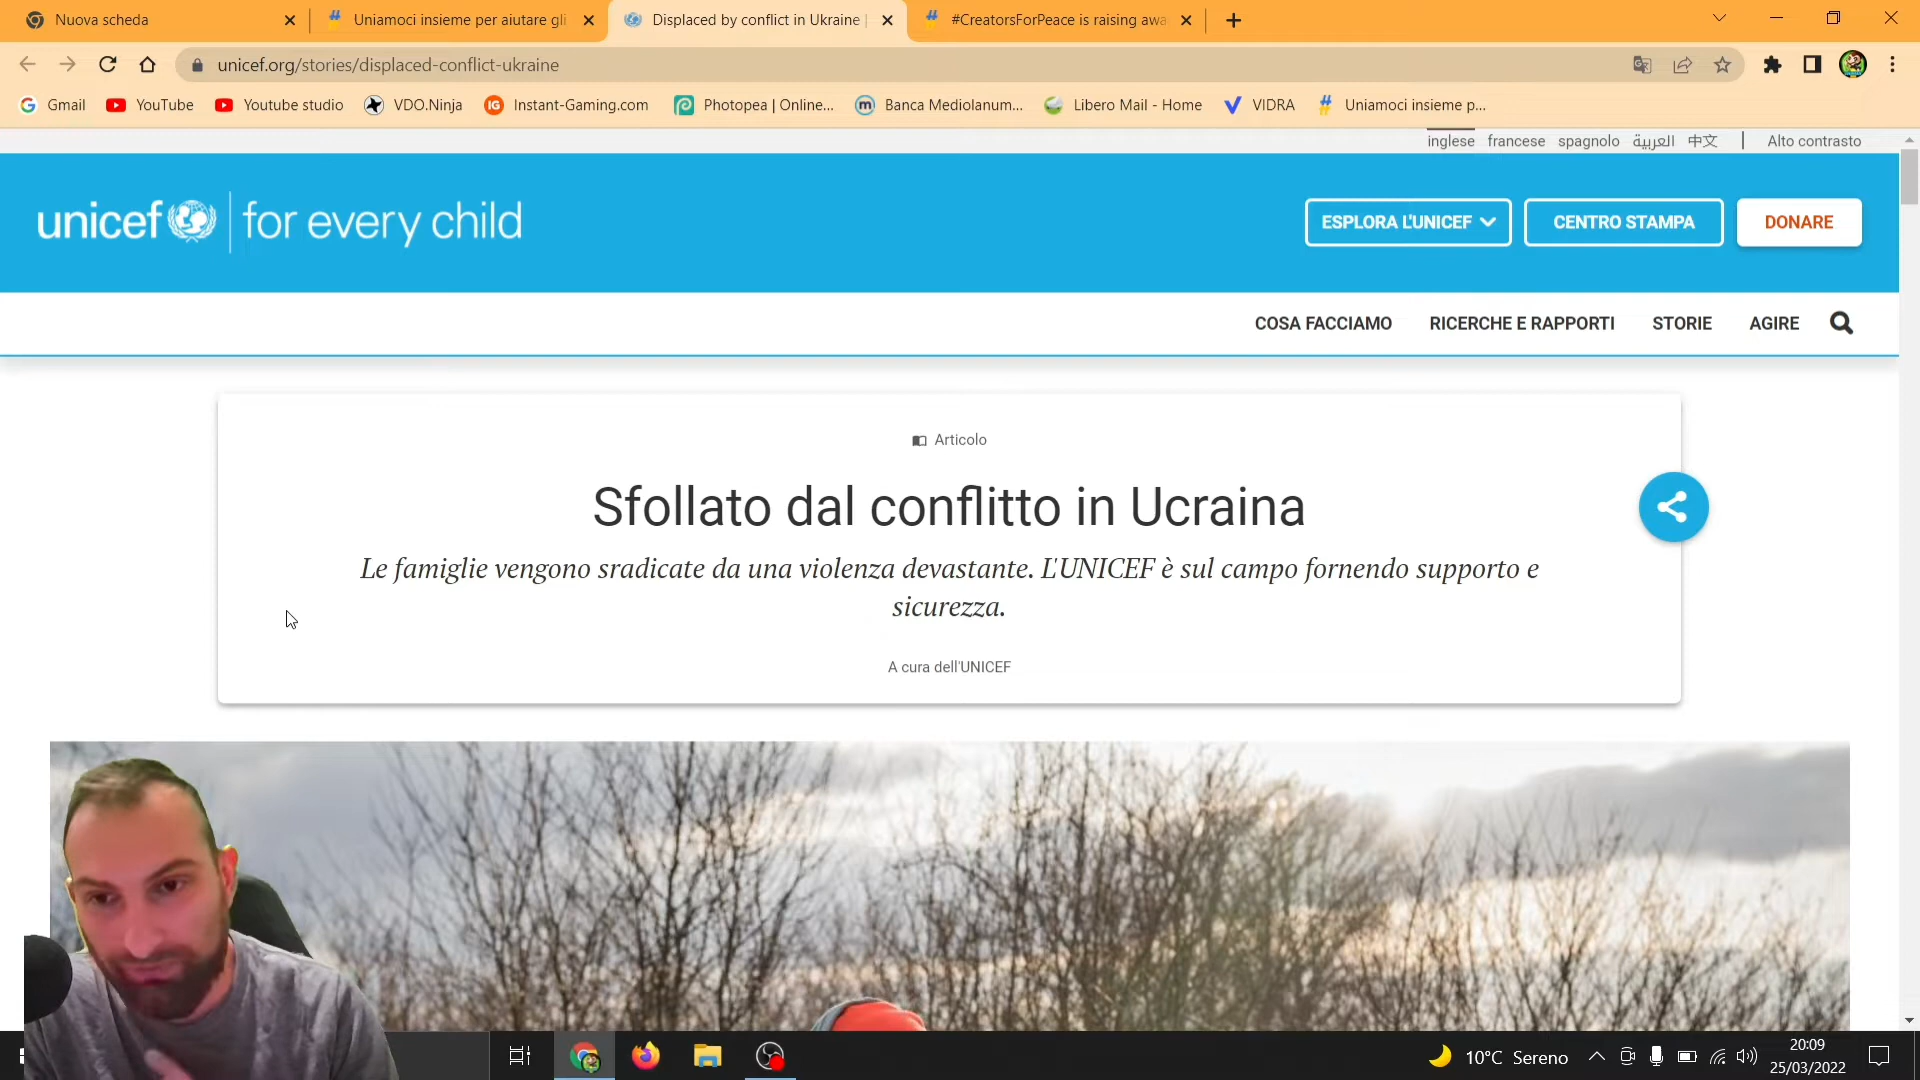 Nuova scheda
Uniamoci insieme per aiutare gli
Displaced by conflict in Ukraine |
#CreatorsForPeace is raising awa
unicef.org/stories/displaced-conflict-ukraine
Gmail
YouTube
Youtube studio
VDO.Ninja
IG
Instant-Gaming.com
Photopea | Online...
m
Banca Mediolanum...
Libero Mail - Home
VIDRA
Uniamoci insieme p...
inglese francese spagnolo العربية 中文 | Alto contrasto
unicef | for every child
ESPLORA L'UNICEF
CENTRO STAMPA
DONARE
COSA FACCIAMO
RICERCHE E RAPPORTI
STORIE
AGIRE
Articolo
Sfollato dal conflitto in Ucraina
Le famiglie vengono sradicate da una violenza devastante. L'UNICEF è sul campo fornendo supporto e
sicurezza.
A cura dell'UNICEF
10°C Sereno
20:09
25/03/2022